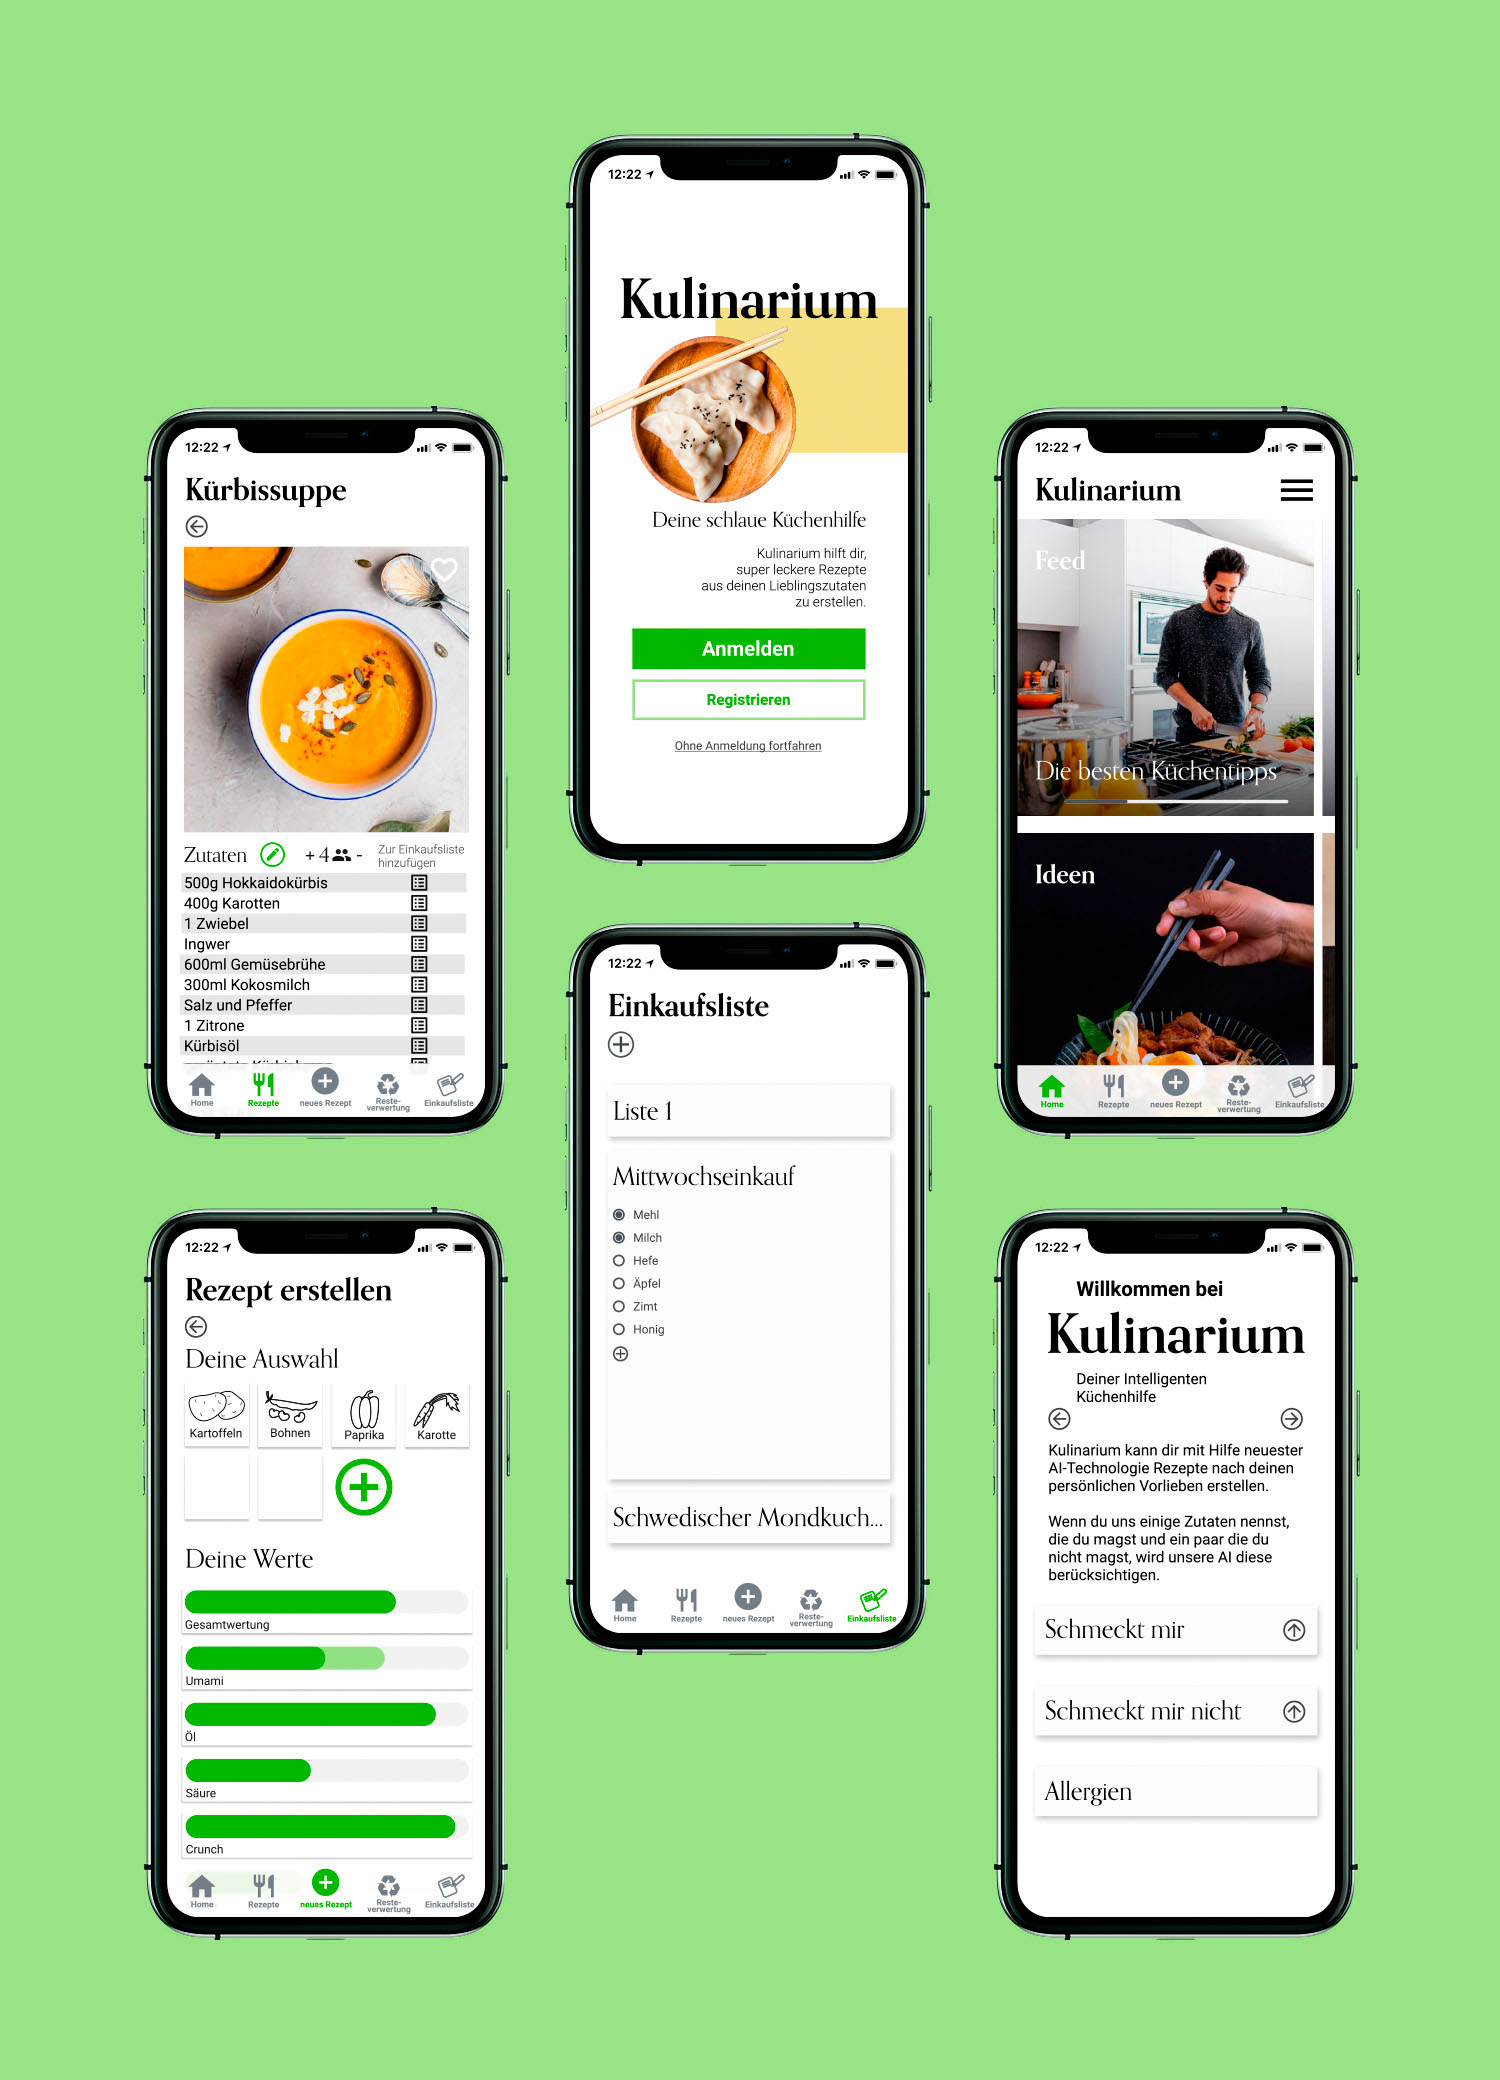 12:22
Kulinarium
Deine schlaue Küchenhilfe
Kulinarium hilft dir,
super leckere Rezepte
aus deinen Lieblingszutaten
zu erstellen.
Anmelden
Registrieren
Ohne Anmeldung fortfahren
12:22
Kürbissuppe
Zutaten
+ 4 -
Zur Einkaufsliste
hinzufügen
500g Hokkaidokürbis
400g Karotten
1 Zwiebel
Ingwer
600ml Gemüsebrühe
300ml Kokosmilch
Salz und Pfeffer
1 Zitrone
Kürbisöl
Home
Rezepte
neues Rezept
Reste-
verwertung
Einkaufsliste
12:22
Kulinarium
Feed
Die besten Küchentipps
Ideen
Home
Rezepte
neues Rezept
Reste-
verwertung
Einkaufsliste
12:22
Einkaufsliste
Liste 1
Mittwochseinkauf
Mehl
Milch
Hefe
Äpfel
Zimt
Honig
Schwedischer Mondkuch...
Home
Rezepte
neues Rezept
Reste-
verwertung
Einkaufsliste
12:22
Rezept erstellen
Deine Auswahl
Kartoffeln
Bohnen
Paprika
Karotte
Deine Werte
Gesamtwertung
Umami
Öl
Säure
Crunch
Home
Rezepte
neues Rezept
Reste-
verwertung
Einkaufsliste
12:22
Willkommen bei
Kulinarium
Deiner Intelligenten
Küchenhilfe
Kulinarium kann dir mit Hilfe neuester
AI-Technologie Rezepte nach deinen
persönlichen Vorlieben erstellen.
Wenn du uns einige Zutaten nennst,
die du magst und ein paar die du
nicht magst, wird unsere AI diese
berücksichtigen.
Schmeckt mir
Schmeckt mir nicht
Allergien